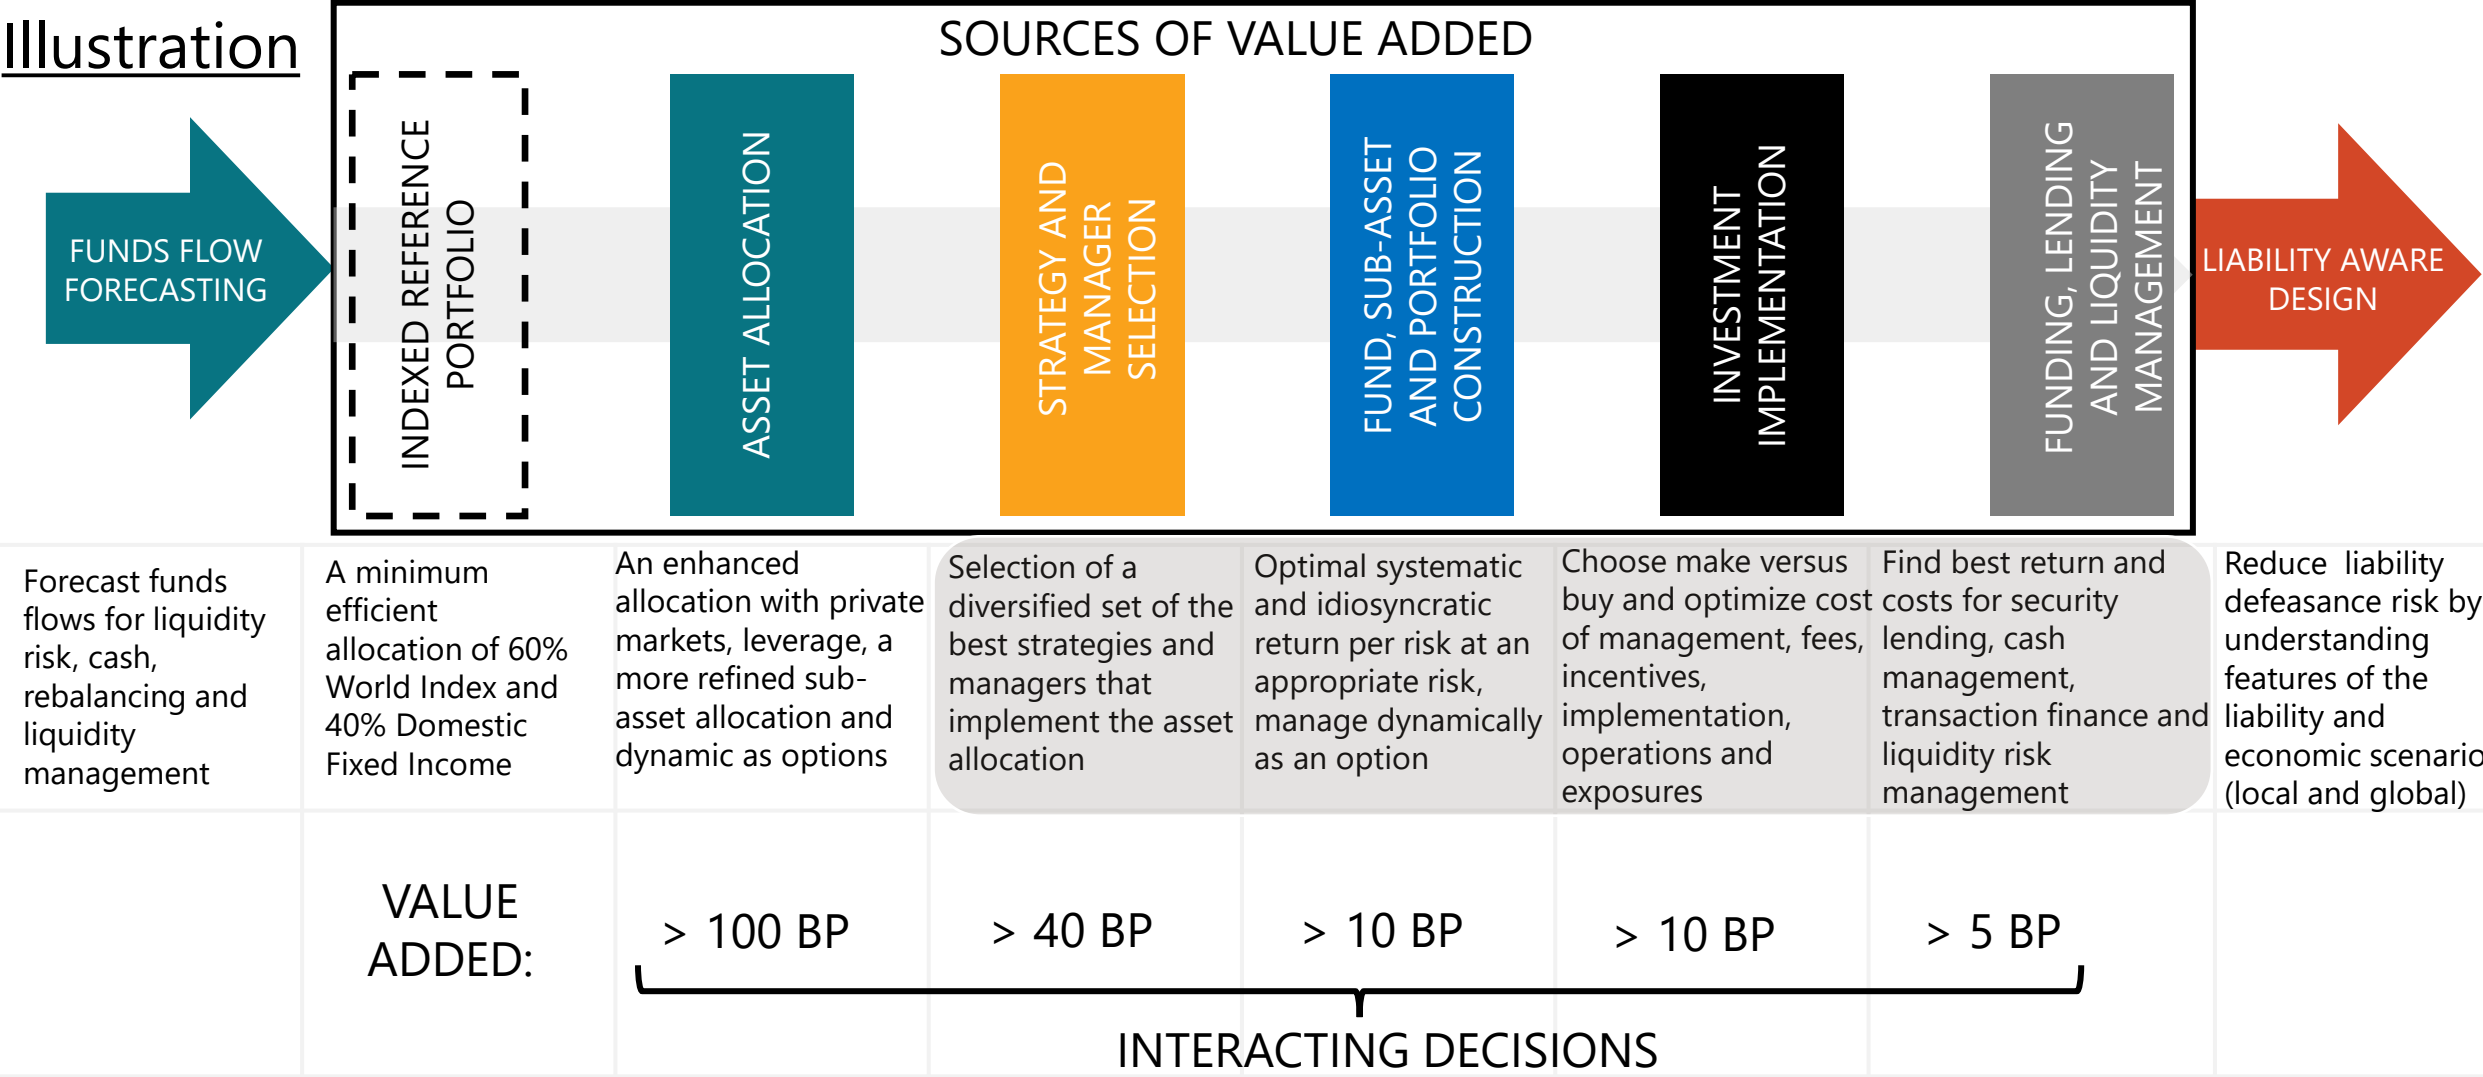 Illustration
SOURCES OF VALUE ADDED
FUNDS FLOW
FORECASTING
INDEXED REFERENCE
PORTFOLIO
ASSET ALLOCATION
STRATEGY AND
MANAGER
SELECTION
FUND, SUB-ASSET
AND PORTFOLIO
CONSTRUCTION
INVESTMENT
IMPLEMENTATION
FUNDING, LENDING
AND LIQUIDITY
MANAGEMENT
LIABILITY AWARE
DESIGN
Forecast funds
flows for liquidity
risk, cash,
rebalancing and
liquidity
management
A minimum
efficient
allocation of 60%
World Index and
40% Domestic
Fixed Income
An enhanced
allocation with private
markets, leverage, a
more refined sub-
asset allocation and
dynamic as options
Selection of a
diversified set of the
best strategies and
managers that
implement the asset
allocation
Optimal systematic
and idiosyncratic
return per risk at an
appropriate risk,
manage dynamically
as an option
Choose make versus
buy and optimize cost
of management, fees,
incentives,
implementation,
operations and
exposures
Find best return and
costs for security
lending, cash
management,
transaction finance and
liquidity risk
management
Reduce liability
defeasance risk by
understanding
features of the
liability and
economic scenario
(local and global)
VALUE
ADDED:
> 100 BP
> 40 BP
> 10 BP
> 10 BP
> 5 BP
INTERACTING DECISIONS